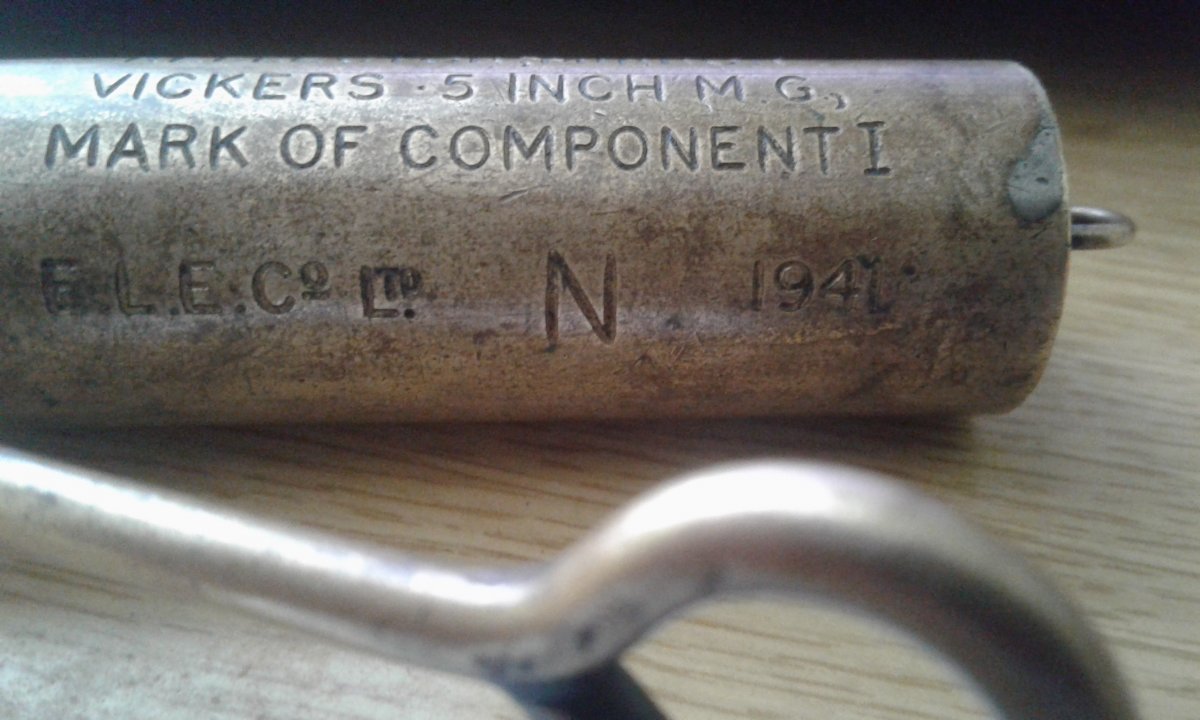 VICKERS .5 INCH M.G.,
MARK OF COMPONENT I
E.L.E. Cº LTD. N 1941